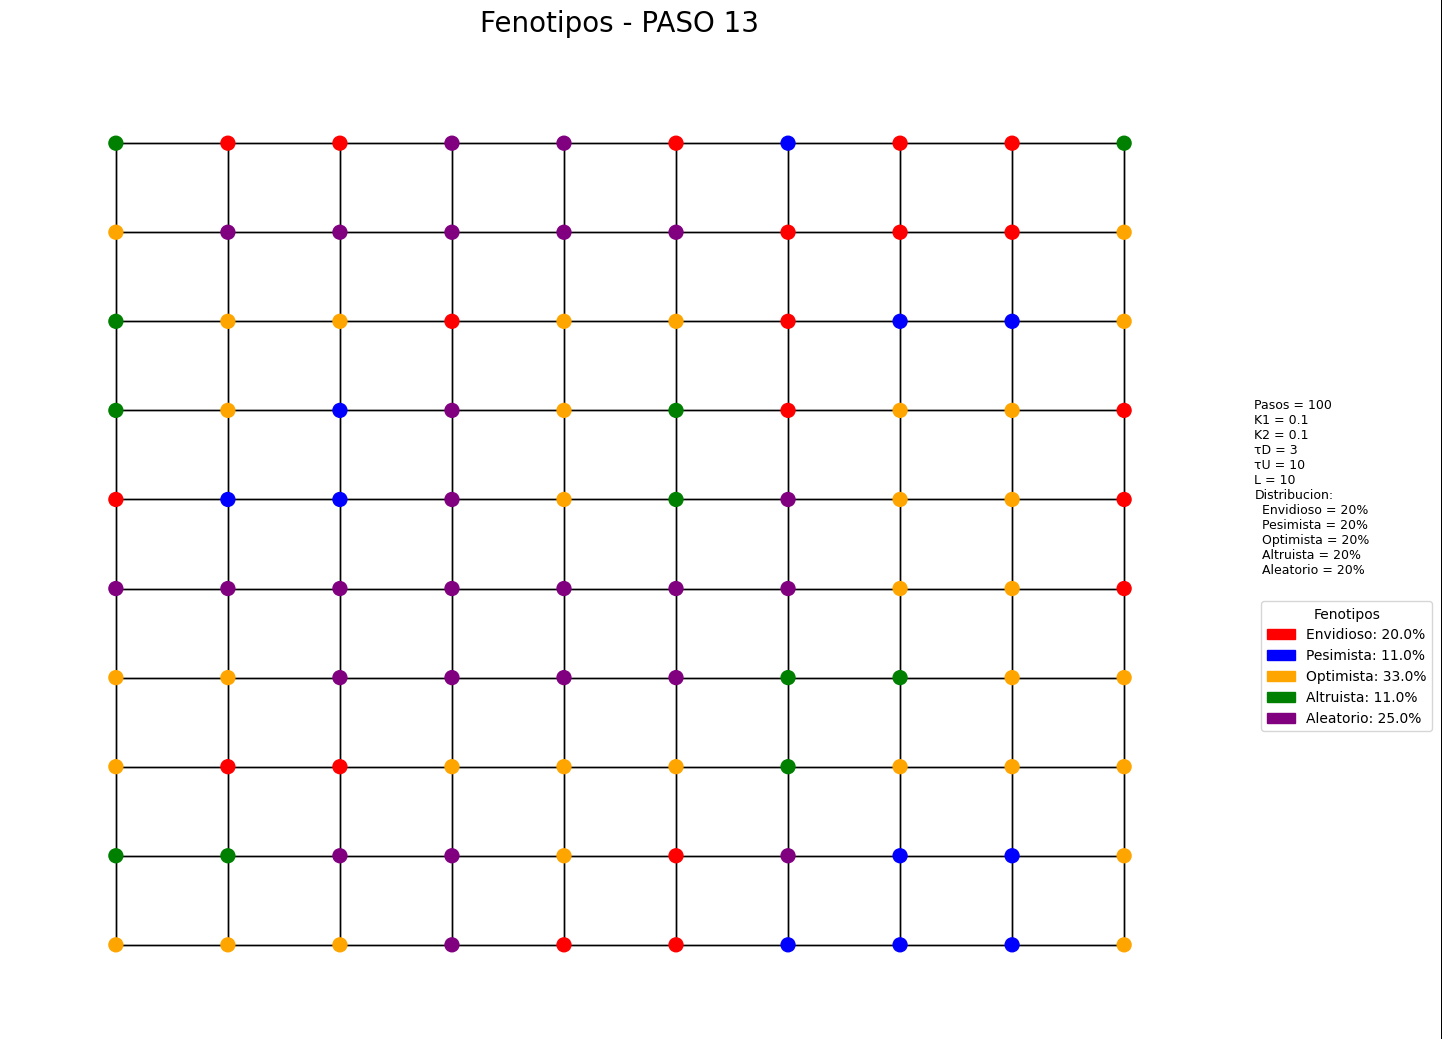 Fenotipos - PASO 13
Pasos = 100
K1 = 0.1
K2 = 0.1
τD = 3
τU = 10
L = 10
Distribucion:
Envidioso = 20%
Pesimista = 20%
Optimista = 20%
Altruista = 20%
Aleatorio = 20%
Fenotipos
Envidioso: 20.0%
Pesimista: 11.0%
Optimista: 33.0%
Altruista: 11.0%
Aleatorio: 25.0%